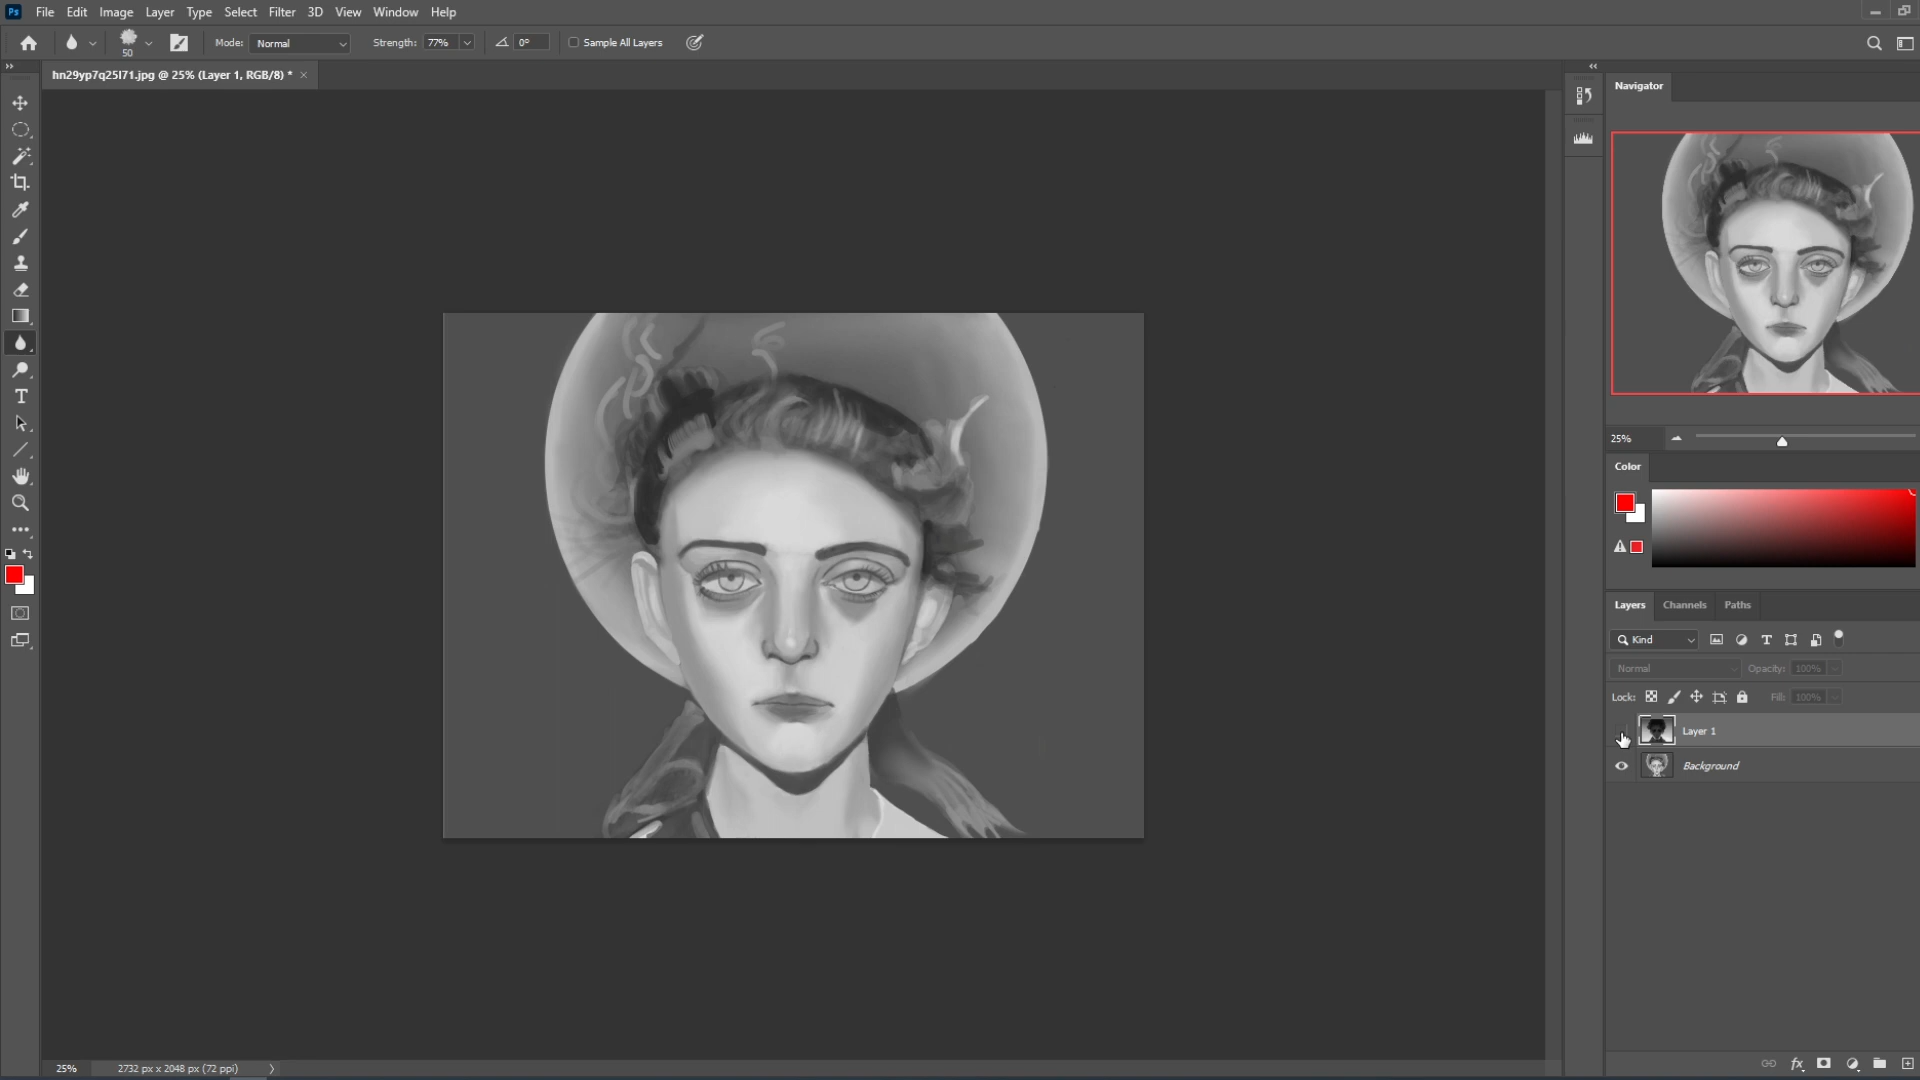 Ps File Edit Image Layer Type Select Filter 3D View Window Help
50 Mode: Normal Strength: 77% 0° Sample All Layers
hn29yp7q25l71.jpg @ 25% (Layer 1, RGB/8) * ×
Navigator
25%
Color
Layers Channels Paths
Kind
Normal Opacity: 100%
Lock: Fill: 100%
Layer 1
Background
25% 2732 px x 2048 px (72 ppi)